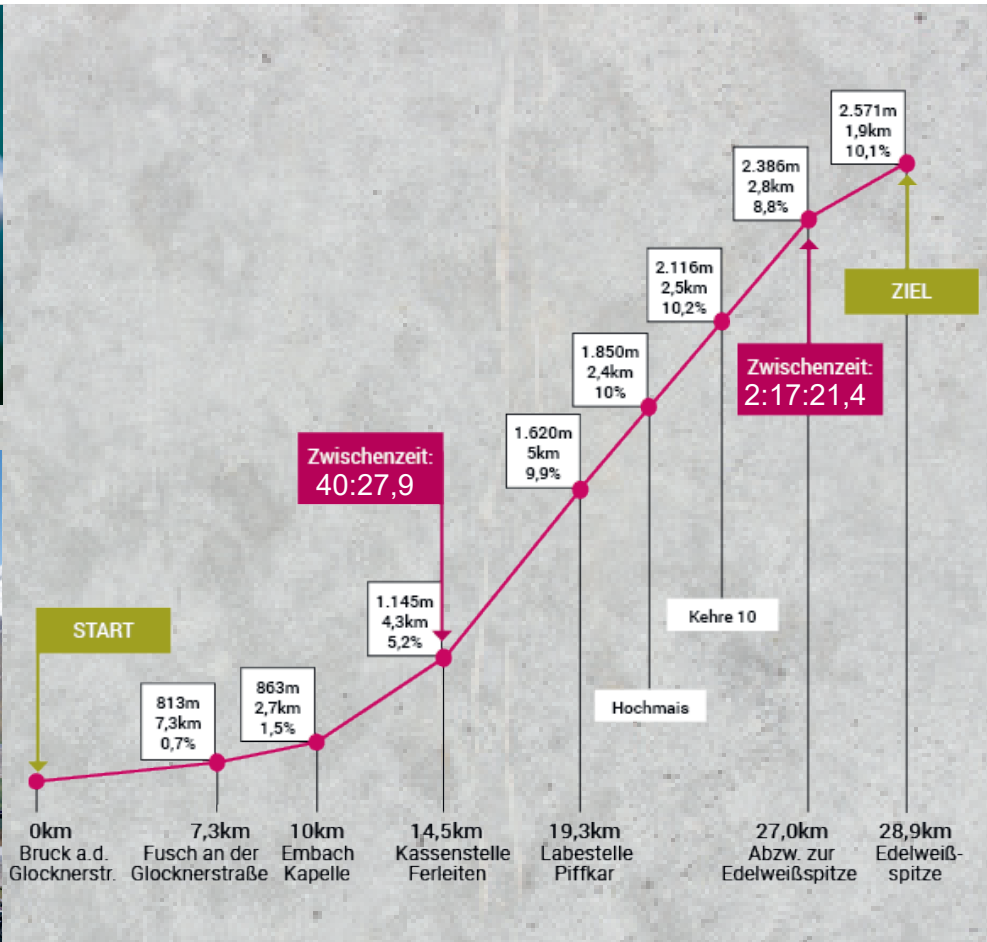 2.571m
1,9km
10,1%
2.386m
2,8km
8,8%
2.116m
2,5km
10,2%
ZIEL
1.850m
2,4km
10%
Zwischenzeit:
2:17:21,4
1.620m
5km
9,9%
Zwischenzeit:
40:27,9
1.145m
4,3km
5,2%
START
Kehre 10
863m
2,7km
1,5%
813m
7,3km
0,7%
Hochmais
0km
Bruck a.d.
Glocknerstr.
7,3km
Fusch an der
Glocknerstraße
10km
Embach
Kapelle
14,5km
Kassenstelle
Ferleiten
19,3km
Labestelle
Piffkar
27,0km
Abzw. zur
Edelweißspitze
28,9km
Edelweiß-
spitze